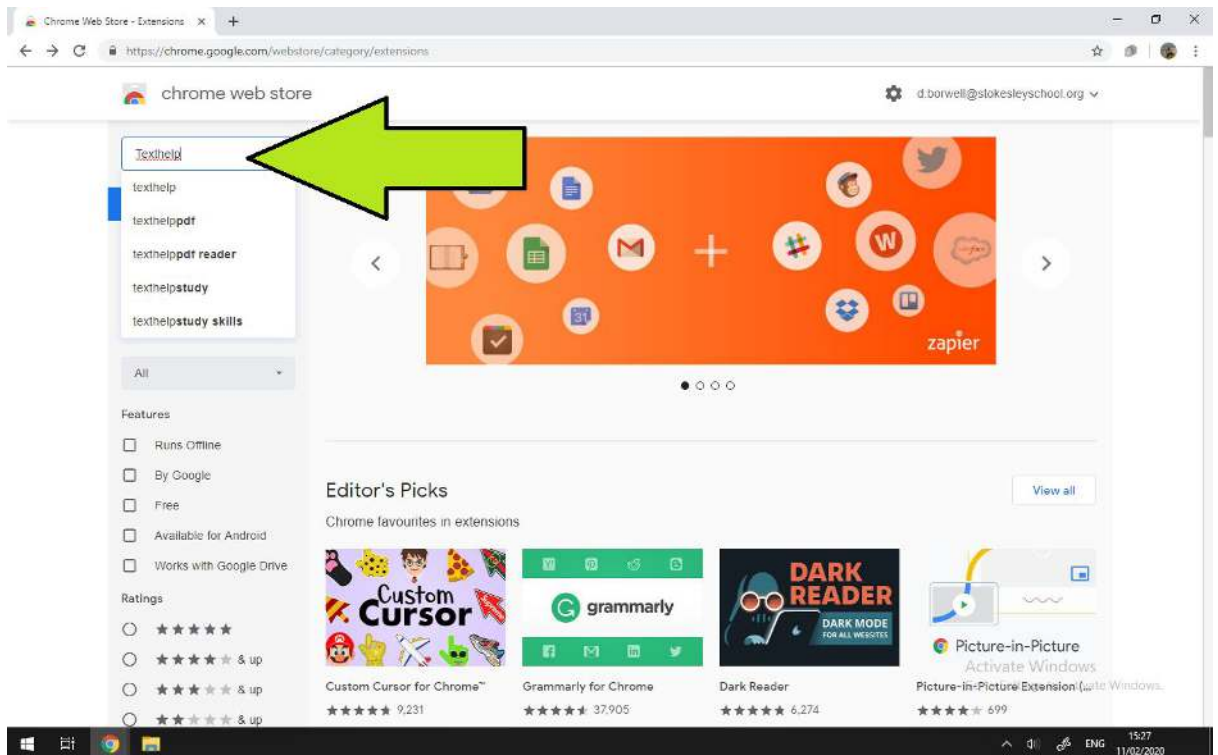 Chrome Web Store - Extensions
https://chrome.google.com/webstore/category/extensions
chrome web store
d.borwell@stokesleyschool.org
Texthelp
texthelp
texthelppdf
texthelppdf reader
texthelpstudy
texthelpstudy skills
31
W
zapier
All
Features
Runs Offline
By Google
Free
Available for Android
Works with Google Drive
Ratings
& up
& up
& up
Editor's Picks
View all
Chrome favourites in extensions
Custom Cursor
G grammarly
DARK READER
DARK MODE
FOR ALL WEBSITES
Picture-in-Picture
Activate Windows
Custom Cursor for Chrome™
Grammarly for Chrome
Dark Reader
Picture-in-Picture Extension (...
9,231
37,905
6,274
699
ENG
15:27
11/02/2020